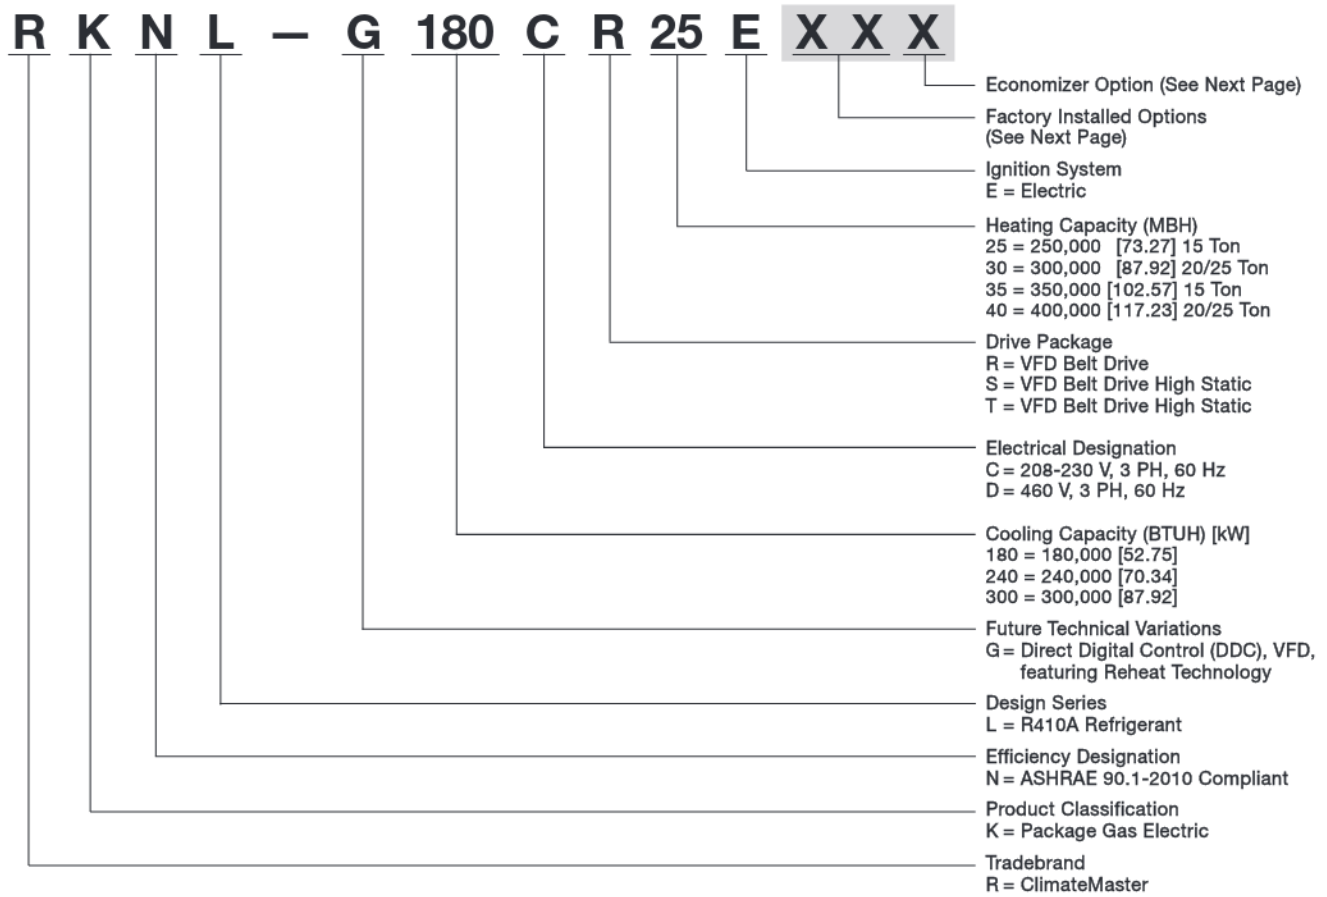 R K N L – G 180 C R 25 E X X X
Economizer Option (See Next Page)
Factory Installed Options
(See Next Page)
Ignition System
E = Electric
Heating Capacity (MBH)
25 = 250,000 [73.27] 15 Ton
30 = 300,000 [87.92] 20/25 Ton
35 = 350,000 [102.57] 15 Ton
40 = 400,000 [117.23] 20/25 Ton
Drive Package
R = VFD Belt Drive
S = VFD Belt Drive High Static
T = VFD Belt Drive High Static
Electrical Designation
C = 208-230 V, 3 PH, 60 Hz
D = 460 V, 3 PH, 60 Hz
Cooling Capacity (BTUH) [kW]
180 = 180,000 [52.75]
240 = 240,000 [70.34]
300 = 300,000 [87.92]
Future Technical Variations
G = Direct Digital Control (DDC), VFD,
featuring Reheat Technology
Design Series
L = R410A Refrigerant
Efficiency Designation
N = ASHRAE 90.1-2010 Compliant
Product Classification
K = Package Gas Electric
Tradebrand
R = ClimateMaster